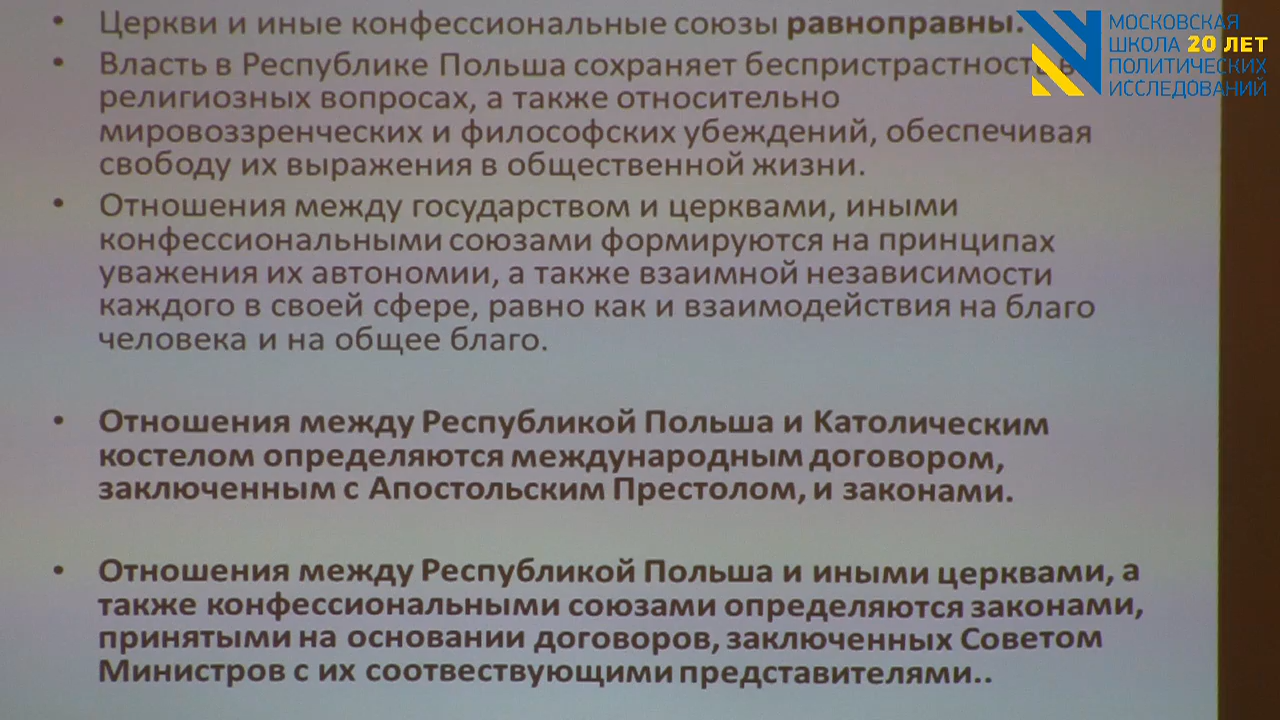 • Церкви и иные конфессиональные союзы равноправны.
• Власть в Республике Польша сохраняет беспристрастность в
религиозных вопросах, а также относительно
мировоззренческих и философских убеждений, обеспечивая
свободу их выражения в общественной жизни.
• Отношения между государством и церквами, иными
конфессиональными союзами формируются на принципах
уважения их автономии, а также взаимной независимости
каждого в своей сфере, равно как и взаимодействия на благо
человека и на общее благо.
• Отношения между Республикой Польша и Католическим
костелом определяются международным договором,
заключенным с Апостольским Престолом, и законами.
• Отношения между Республикой Польша и иными церквами, а
также конфессиональными союзами определяются законами,
принятыми на основании договоров, заключенных Советом
Министров с их соотвествующими представителями..
МОСКОВСКАЯ
ШКОЛА 20 ЛЕТ
ПОЛИТИЧЕСКИХ
ИССЛЕДОВАНИЙ